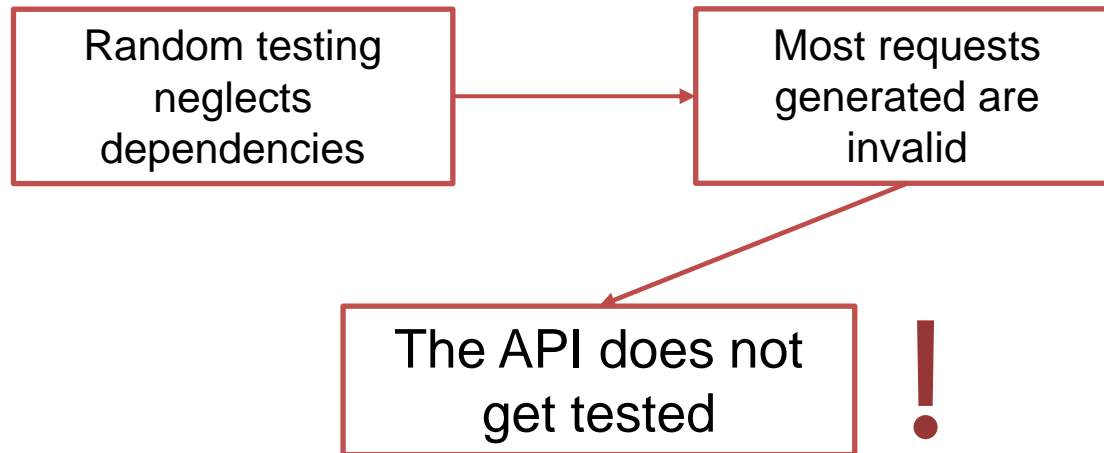 Random testing
neglects
dependencies
Most requests
generated are
invalid
The API does not
get tested
!